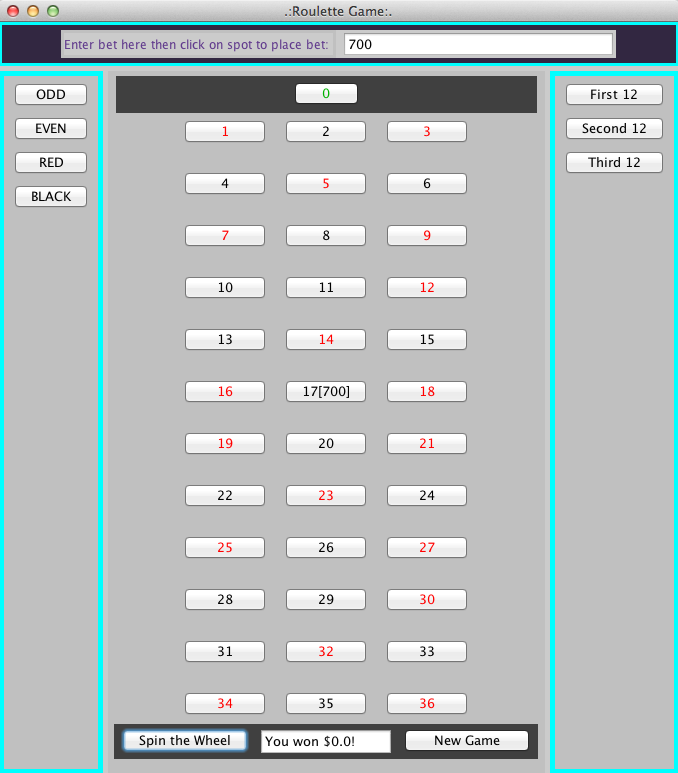 .:Roulette Game:.
Enter bet here then click on spot to place bet: 700
ODD
EVEN
RED
BLACK
0
1 2 3
4 5 6
7 8 9
10 11 12
13 14 15
16 17[700] 18
19 20 21
22 23 24
25 26 27
28 29 30
31 32 33
34 35 36
Spin the Wheel You won $0.0! New Game
First 12
Second 12
Third 12